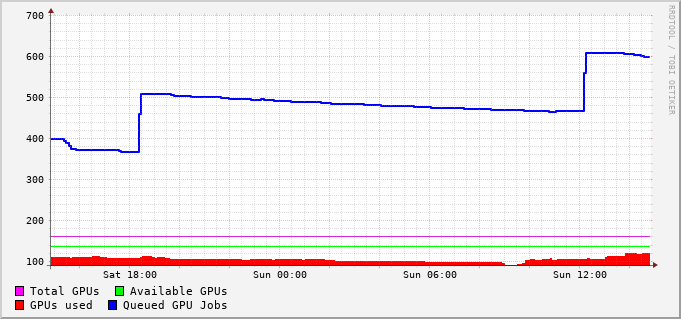 700
600
500
400
300
200
100
Sat 18:00 Sun 00:00 Sun 06:00 Sun 12:00
Total GPUs Available GPUs
GPUs used Queued GPU Jobs
RRDTOOL / TOBI OETIKER